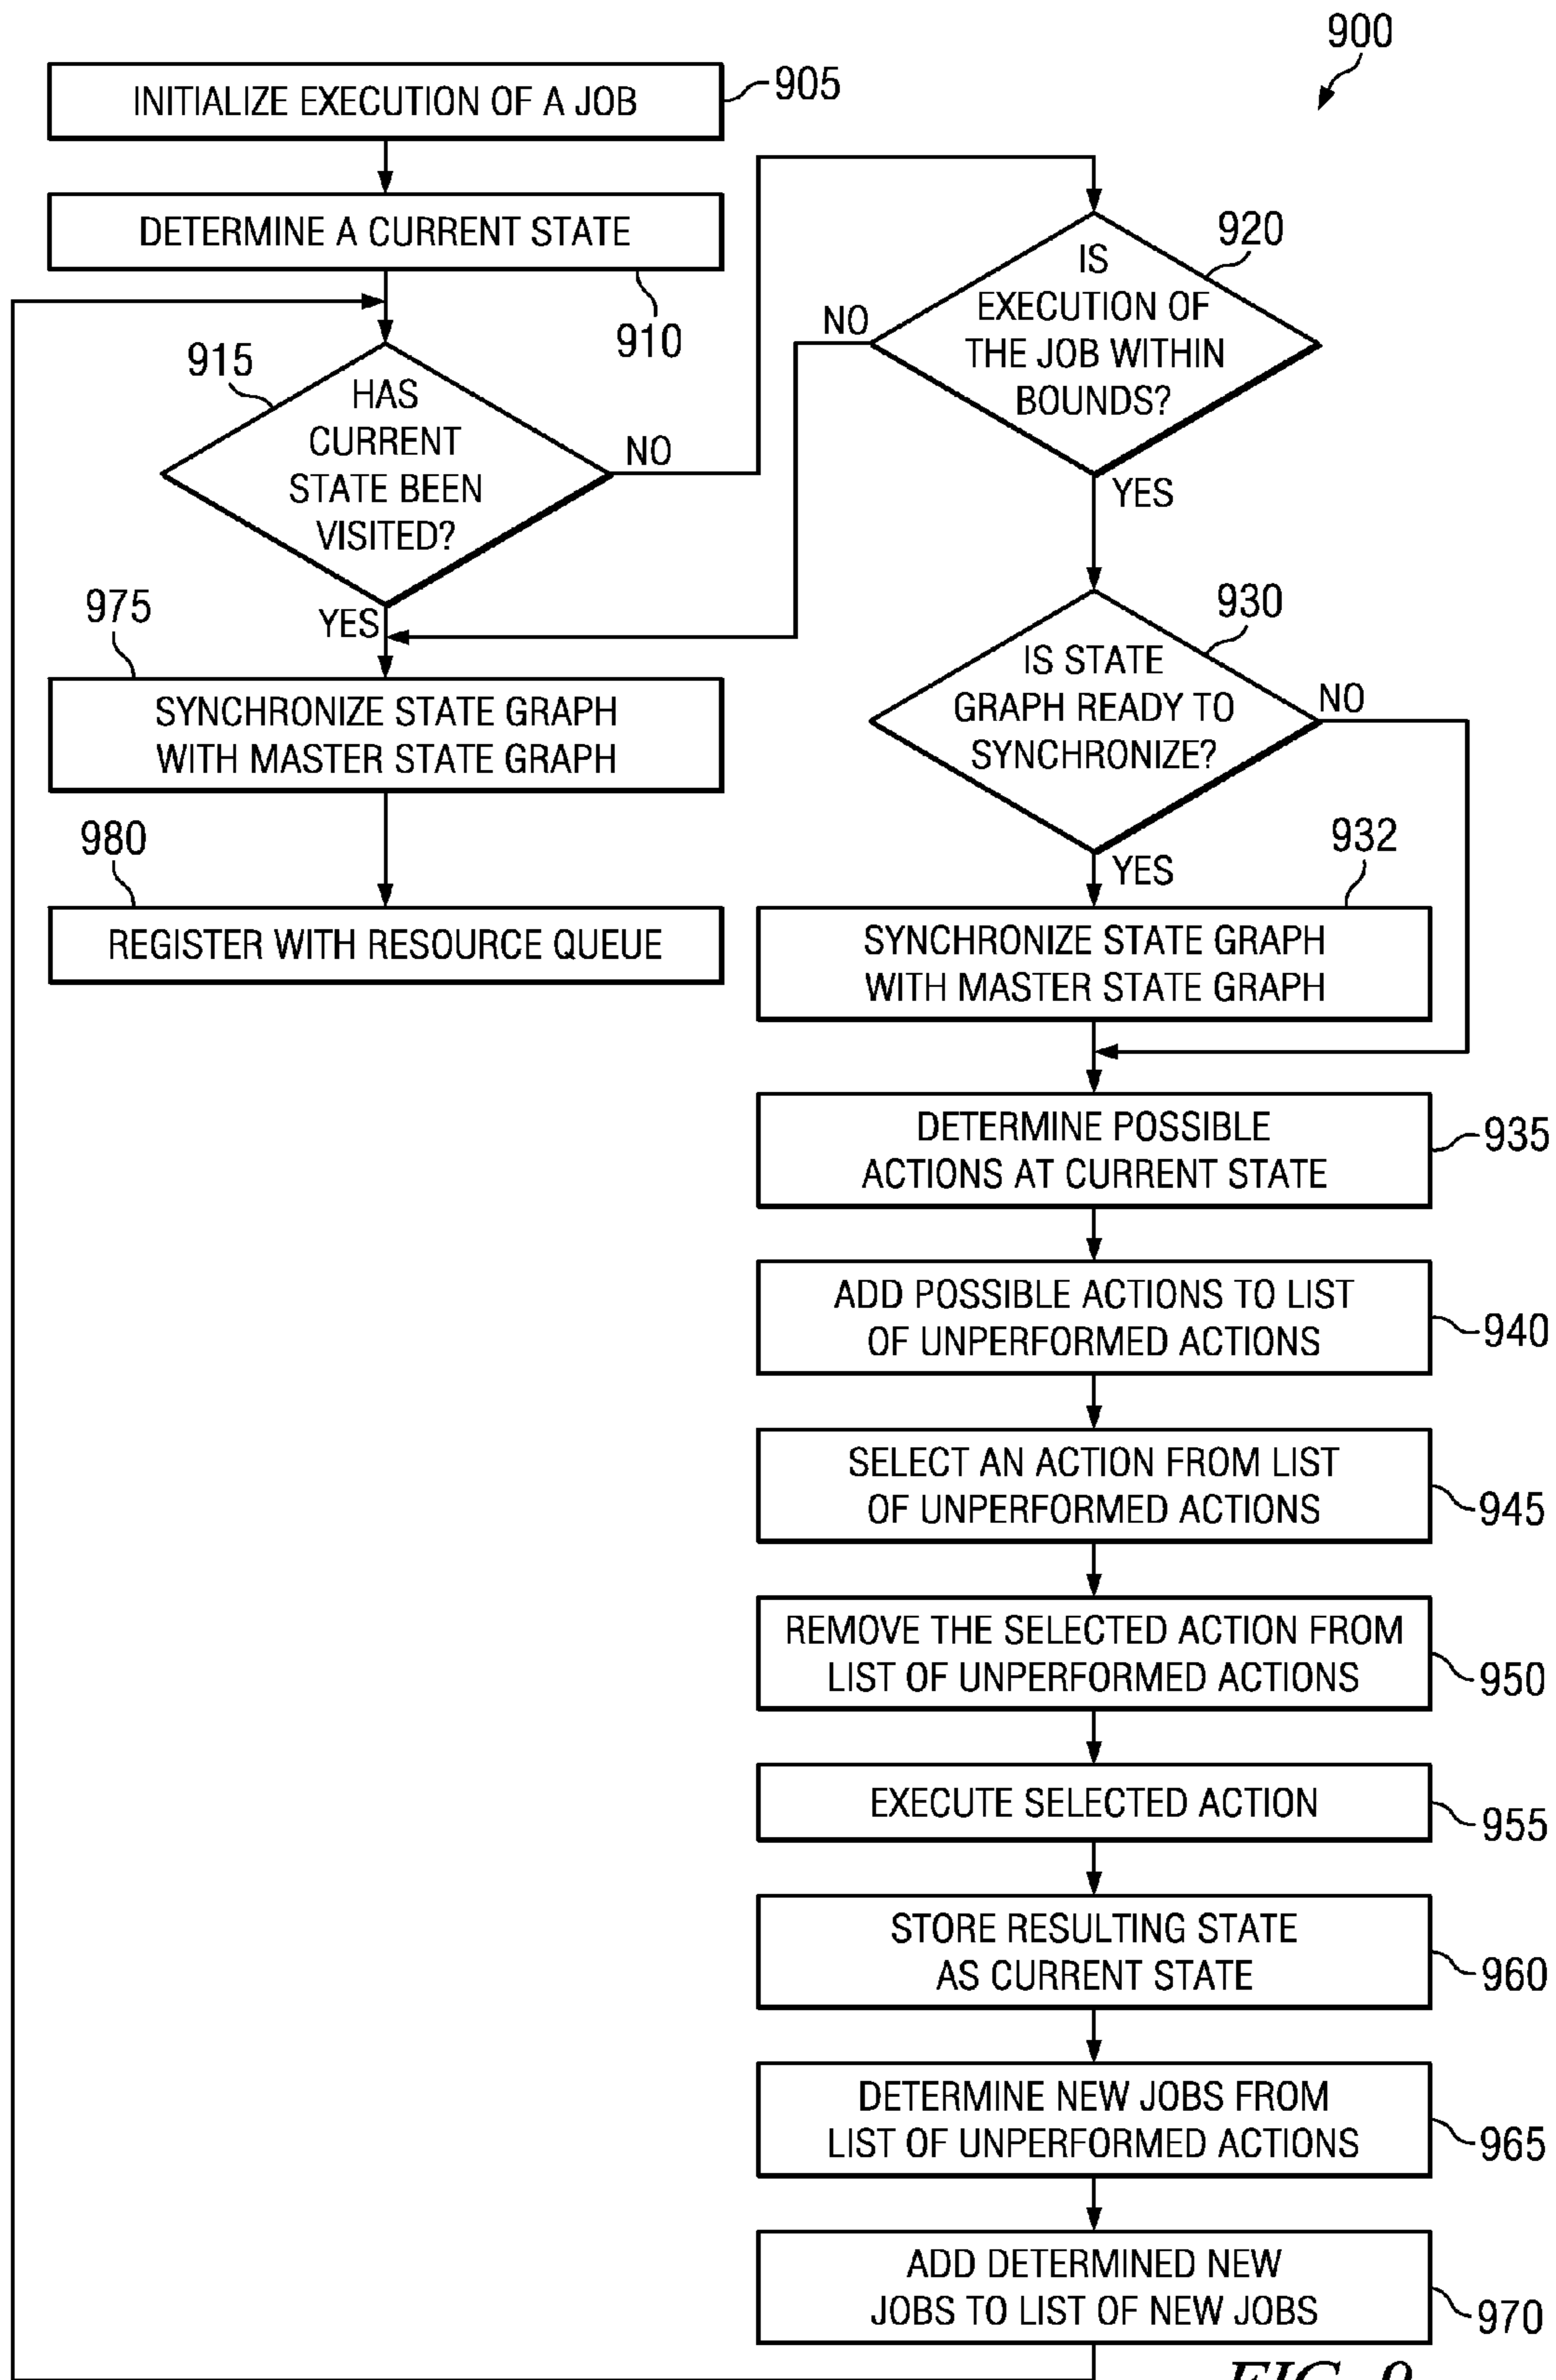 900
INITIALIZE EXECUTION OF A JOB
905
DETERMINE A CURRENT STATE
910
915
HAS
CURRENT
STATE BEEN
VISITED?
NO
YES
920
IS
EXECUTION OF
THE JOB WITHIN
BOUNDS?
NO
YES
975
SYNCHRONIZE STATE GRAPH
WITH MASTER STATE GRAPH
980
REGISTER WITH RESOURCE QUEUE
930
IS STATE
GRAPH READY TO
SYNCHRONIZE?
NO
YES
932
SYNCHRONIZE STATE GRAPH
WITH MASTER STATE GRAPH
DETERMINE POSSIBLE
ACTIONS AT CURRENT STATE
935
ADD POSSIBLE ACTIONS TO LIST
OF UNPERFORMED ACTIONS
940
SELECT AN ACTION FROM LIST
OF UNPERFORMED ACTIONS
945
REMOVE THE SELECTED ACTION FROM
LIST OF UNPERFORMED ACTIONS
950
EXECUTE SELECTED ACTION
955
STORE RESULTING STATE
AS CURRENT STATE
960
DETERMINE NEW JOBS FROM
LIST OF UNPERFORMED ACTIONS
965
ADD DETERMINED NEW
JOBS TO LIST OF NEW JOBS
970